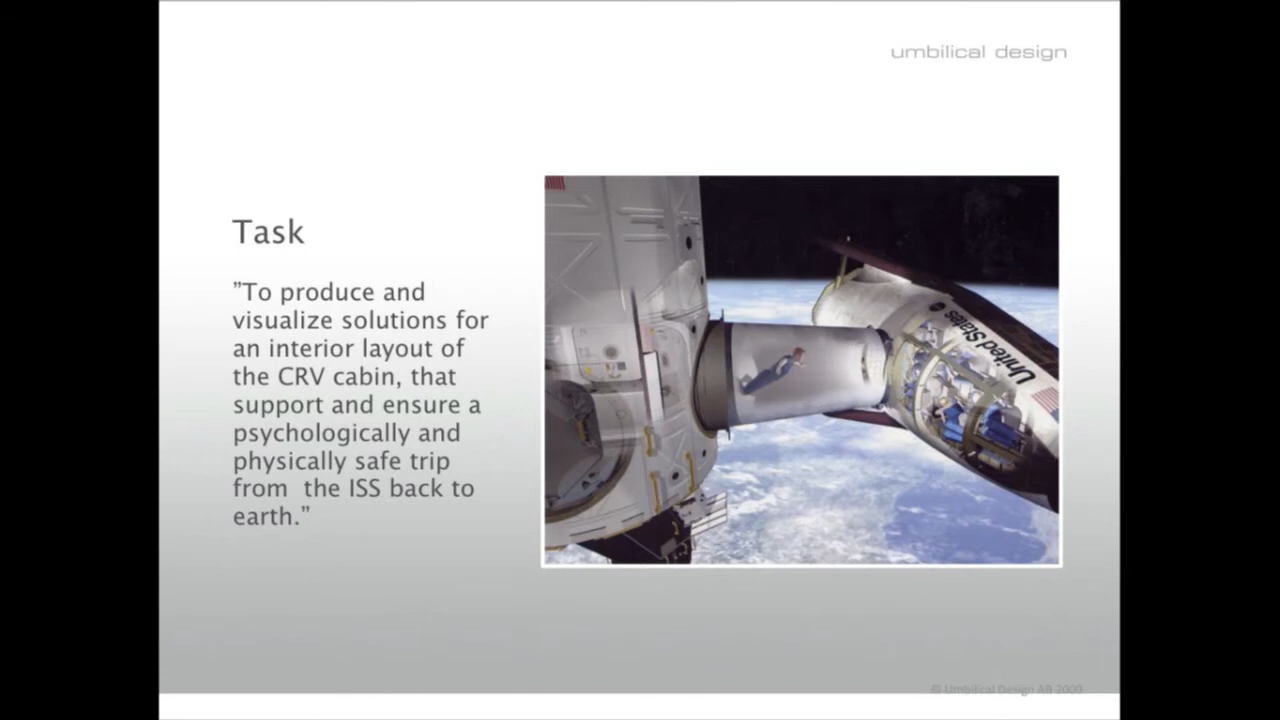 umbilical design
Task
”To produce and
visualize solutions for
an interior layout of
the CRV cabin, that
support and ensure a
psychologically and
physically safe trip
from  the ISS back to
earth.”
United States
© Umbilical Design AB 2009